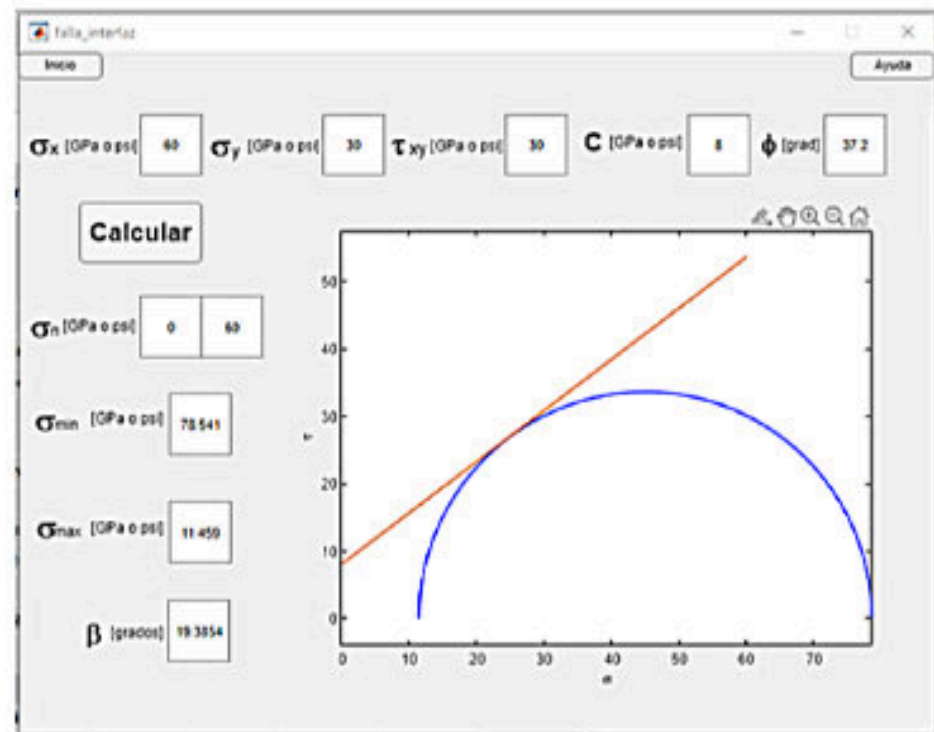 falla_interfaz
Inicio Ayuda
σx [GPa o psi] 60 σy [GPa o psi] 30 τxy [GPa o psi] 30 C [GPa o psi] 8 ϕ [grad] 37.2
Calcular
σn [GPa o psi] 0 60
σmin [GPa o psi] 78.541
σmax [GPa o psi] 11.459
β [grados] 19.3854
50
40
30
20
10
0
τ
0 10 20 30 40 50 60 70
σ